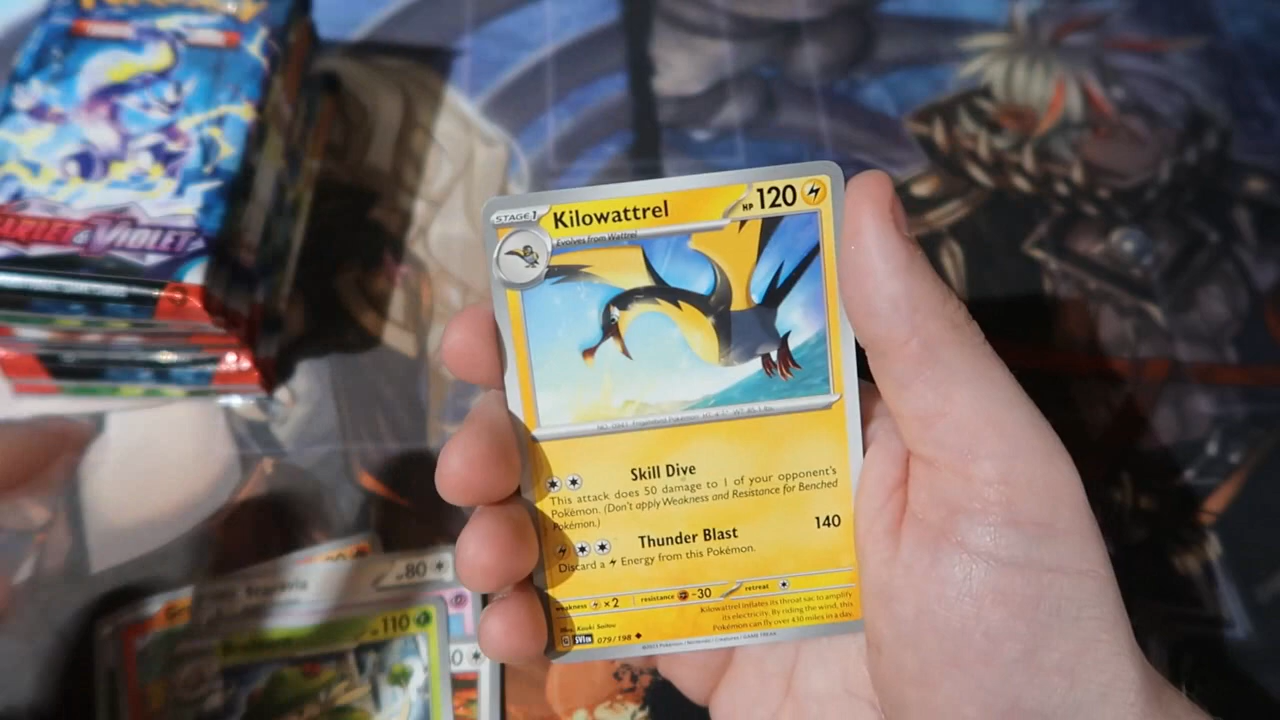 Pokémon
SCARLET & VIOLET
STAGE 1
Kilowattrel
HP 120
Evolves from Wattrel
Skill Dive
This attack does 50 damage to 1 of your opponent's
Pokémon. (Don't apply Weakness and Resistance for Benched
Pokémon.)
Thunder Blast 140
Discard a Energy from this Pokémon.
weakness ×2 resistance -30 retreat
Kilowattrel inflates its throat sac to amplify
its electricity. By riding the wind, this
Pokémon can fly over 430 miles in a day.
Illus. Kouki Saitou
SVI EN 079/198
80
110